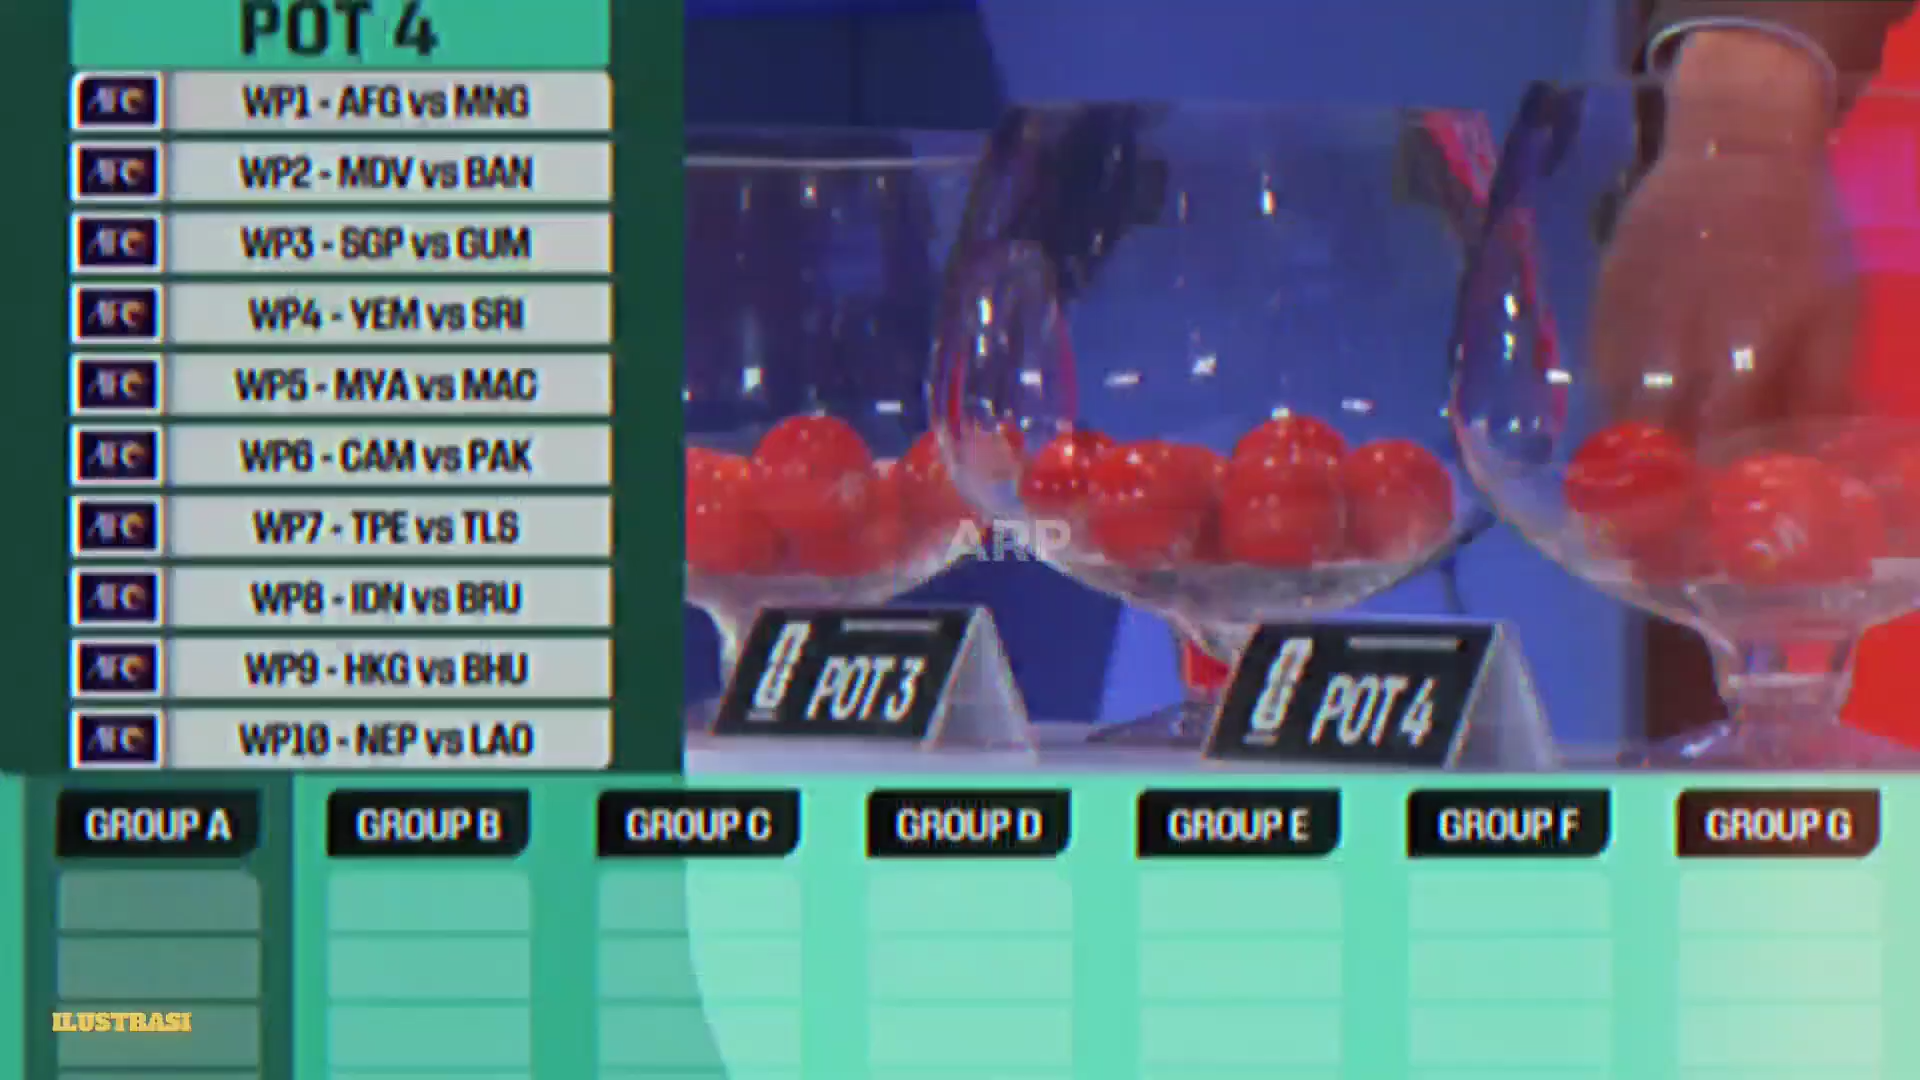 POT 4
AFC WP1 - AFG vs MNG
AFC WP2 - MDV vs BAN
AFC WP3 - SGP vs GUM
AFC WP4 - YEM vs SRI
AFC WP5 - MYA vs MAC
AFC WP6 - CAM vs PAK
AFC WP7 - TPE vs TLS
AFC WP8 - IDN vs BRU
AFC WP9 - HKG vs BHU
AFC WP10 - NEP vs LAO
ARP
POT 3
POT 4
GROUP A
GROUP B
GROUP C
GROUP D
GROUP E
GROUP F
GROUP G
ILUSTRASI